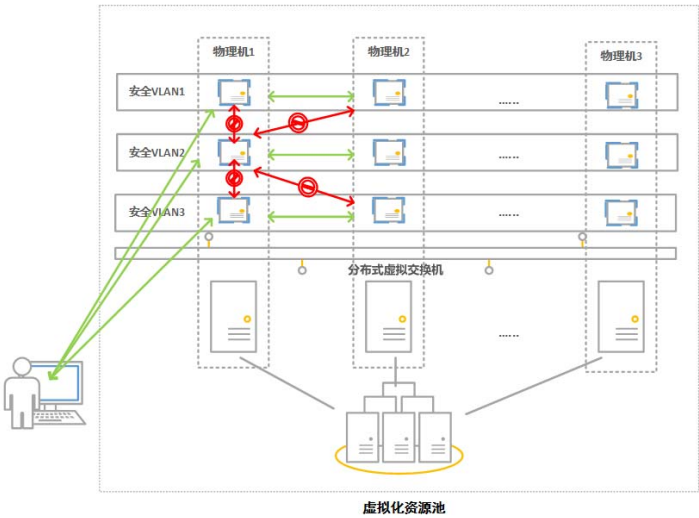 物理机1
物理机2
物理机3
安全VLAN1
......
安全VLAN2
......
安全VLAN3
......
分布式虚拟交换机
......
虚拟化资源池